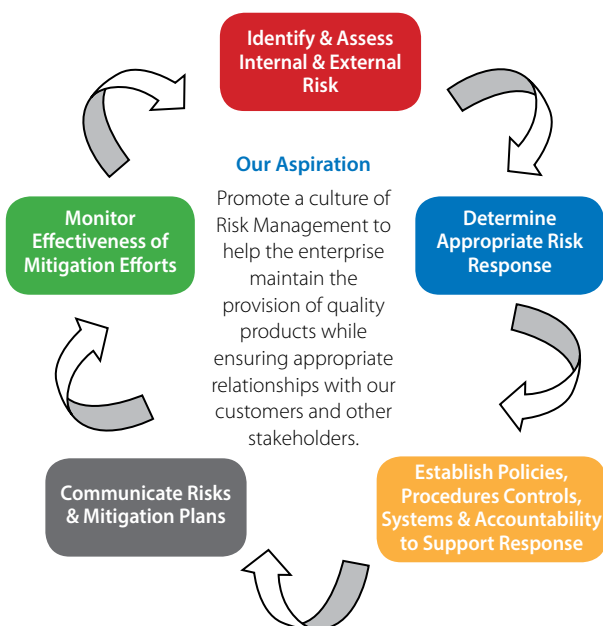 Identify & Assess
Internal & External
Risk
Our Aspiration
Promote a culture of
Risk Management to
help the enterprise
maintain the
provision of quality
products while
ensuring appropriate
relationships with our
customers and other
stakeholders.
Determine
Appropriate Risk
Response
Establish Policies,
Procedures Controls,
Systems & Accountability
to Support Response
Communicate Risks
& Mitigation Plans
Monitor
Effectiveness of
Mitigation Efforts